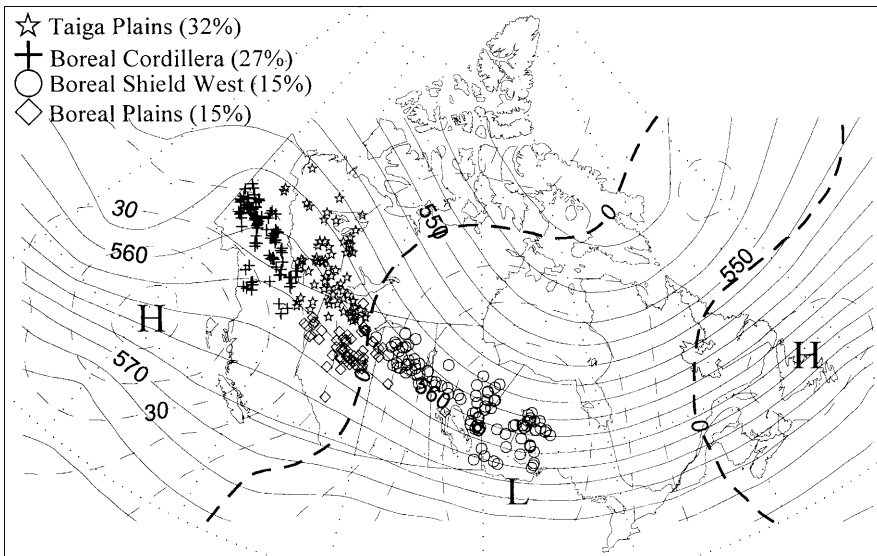 Taiga Plains (32%)
Boreal Cordillera (27%)
Boreal Shield West (15%)
Boreal Plains (15%)
30
560
550
0
550
H
570
30
0
560
H
0
L